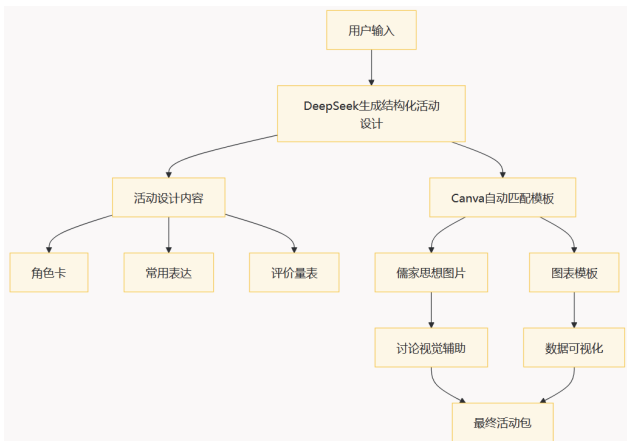 用户输入
DeepSeek生成结构化活动
设计
活动设计内容
Canva自动匹配模板
角色卡
常用表达
评价量表
儒家思想图片
图表模板
讨论视觉辅助
数据可视化
最终活动包